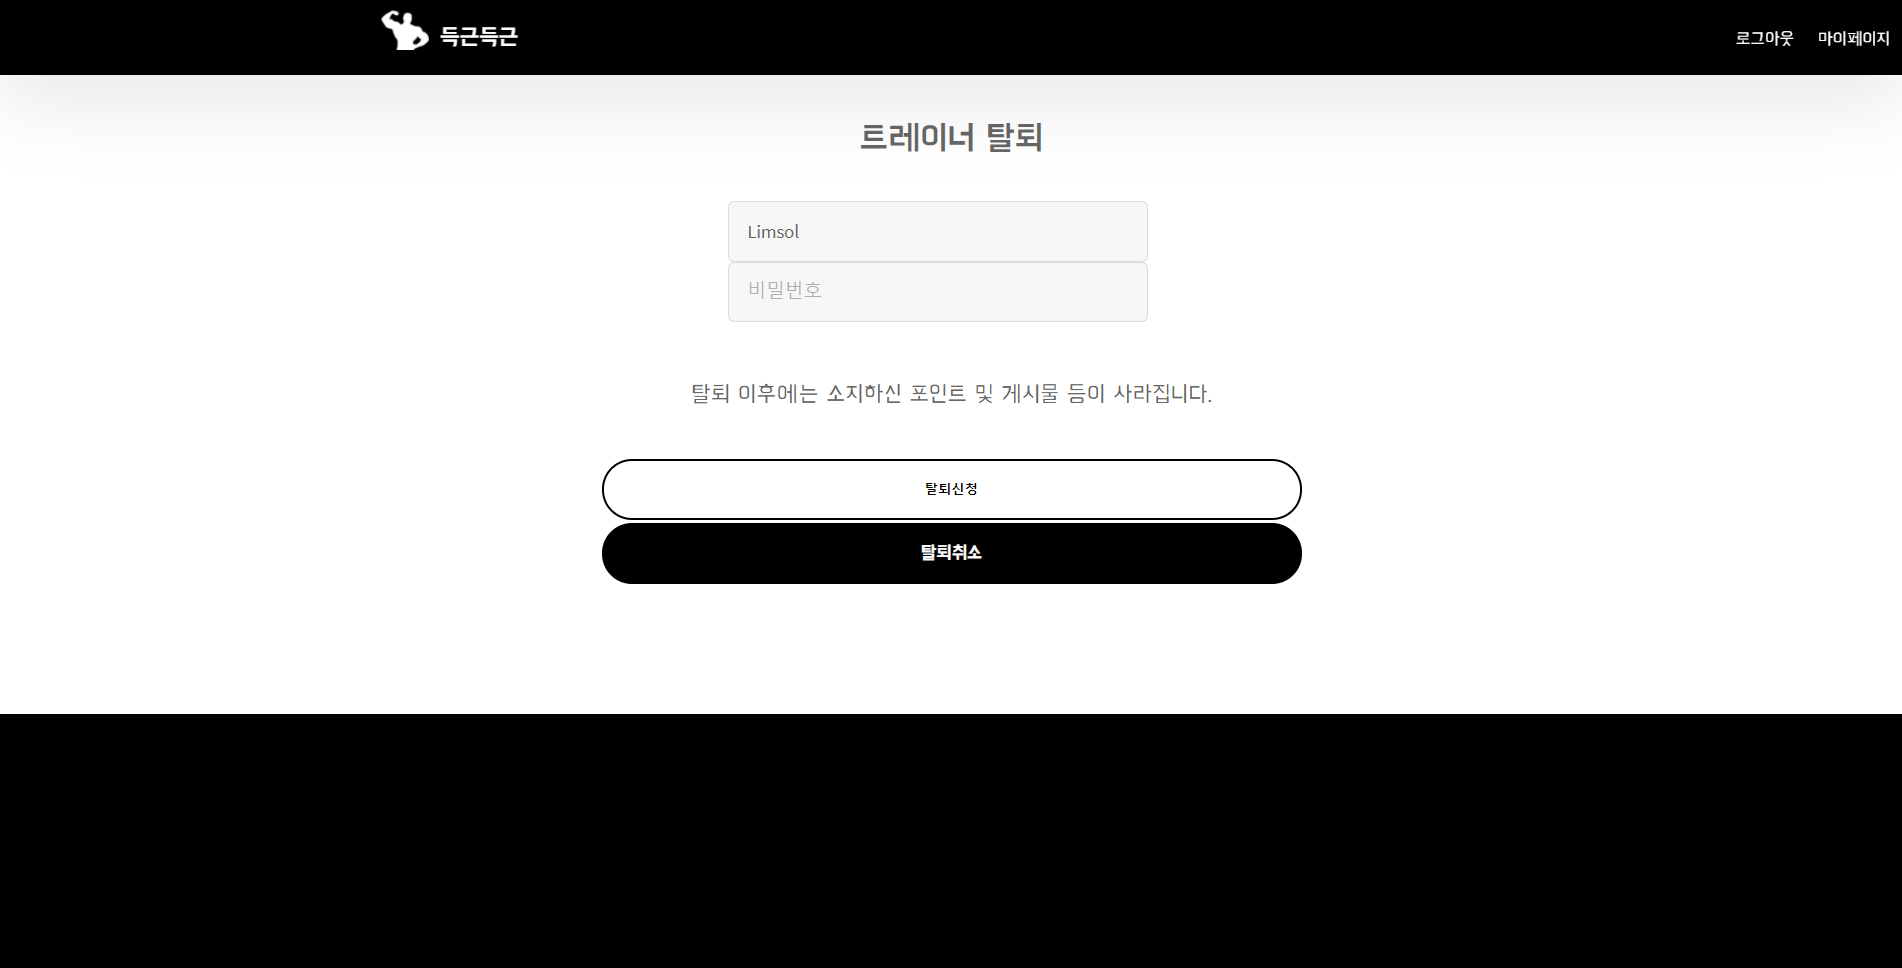 득근득근
로그아웃 마이페이지
트레이너 탈퇴
Limsol
비밀번호
탈퇴 이후에는 소지하신 포인트 및 게시물 등이 사라집니다.
탈퇴신청
탈퇴취소